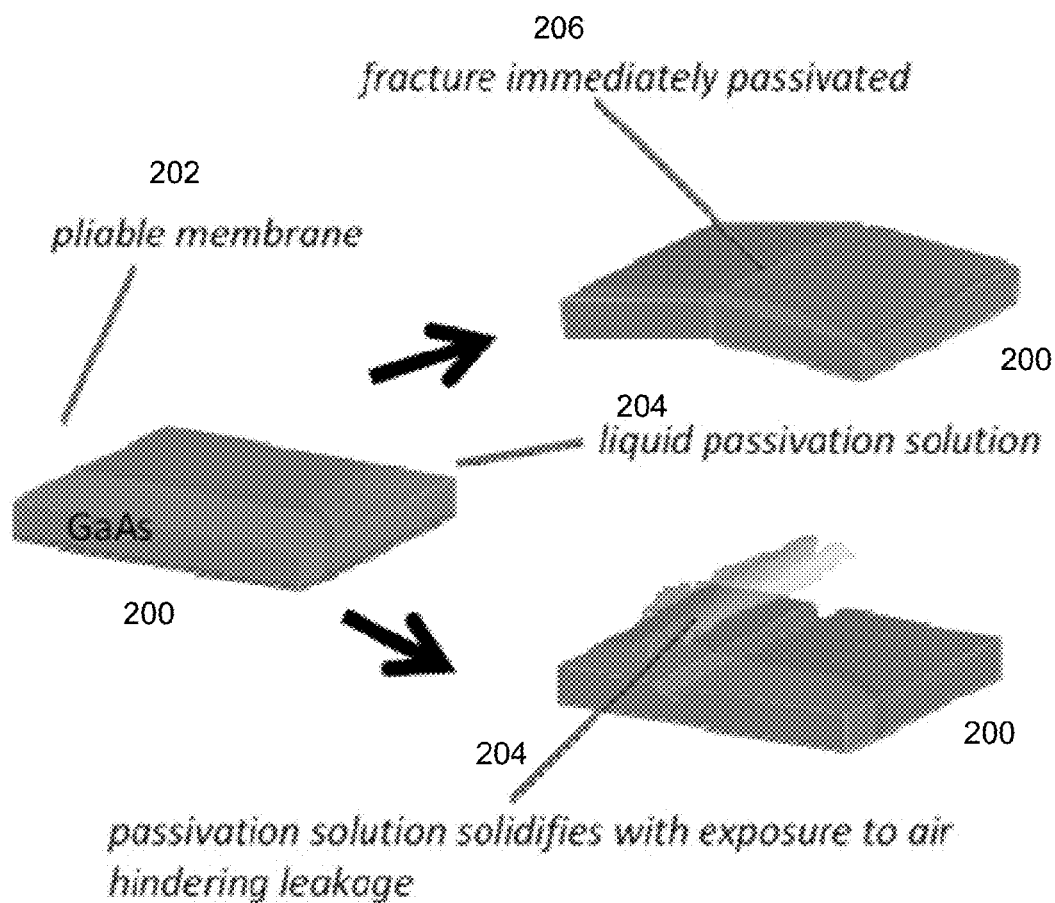 206
fracture immediately passivated
202
pliable membrane
200
204
liquid passivation solution
GaAs
200
204
200
passivation solution solidifies with exposure to air
hindering leakage